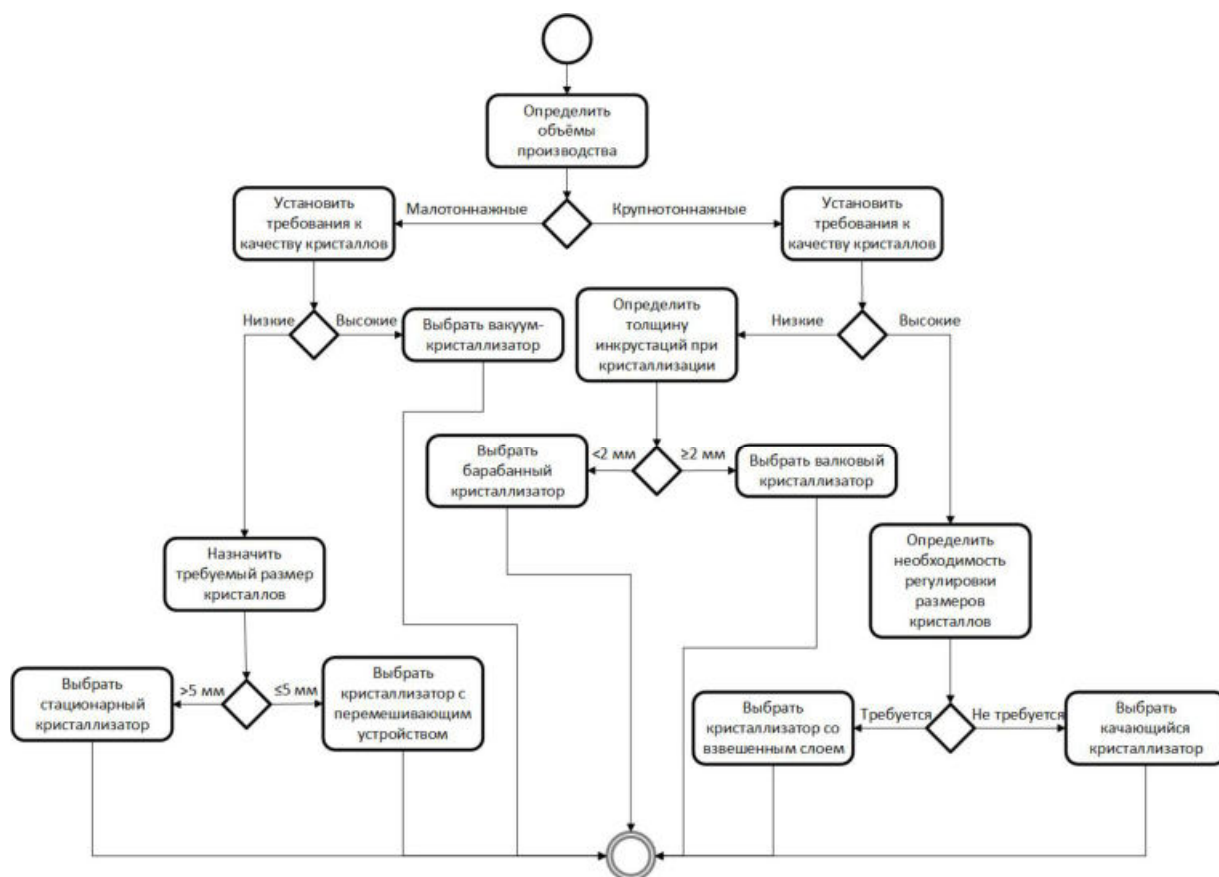 Определить
объёмы
производства
Установить
требования к
качеству кристаллов
Малотоннажные
Крупнотоннажные
Установить
требования к
качеству кристаллов
Низкие
Высокие
Выбрать вакуум-
кристаллизатор
Определить
толщину
инкрустаций при
кристаллизации
Низкие
Высокие
Выбрать
барабанный
кристаллизатор
<2 мм
≥2 мм
Выбрать валковый
кристаллизатор
Назначить
требуемый размер
кристаллов
Определить
необходимость
регулировки
размеров
кристаллов
Выбрать
стационарный
кристаллизатор
>5 мм
≤5 мм
Выбрать
кристаллизатор с
перемешивающим
устройством
Выбрать
кристаллизатор со
взвешенным слоем
Требуется
Не требуется
Выбрать
качающийся
кристаллизатор